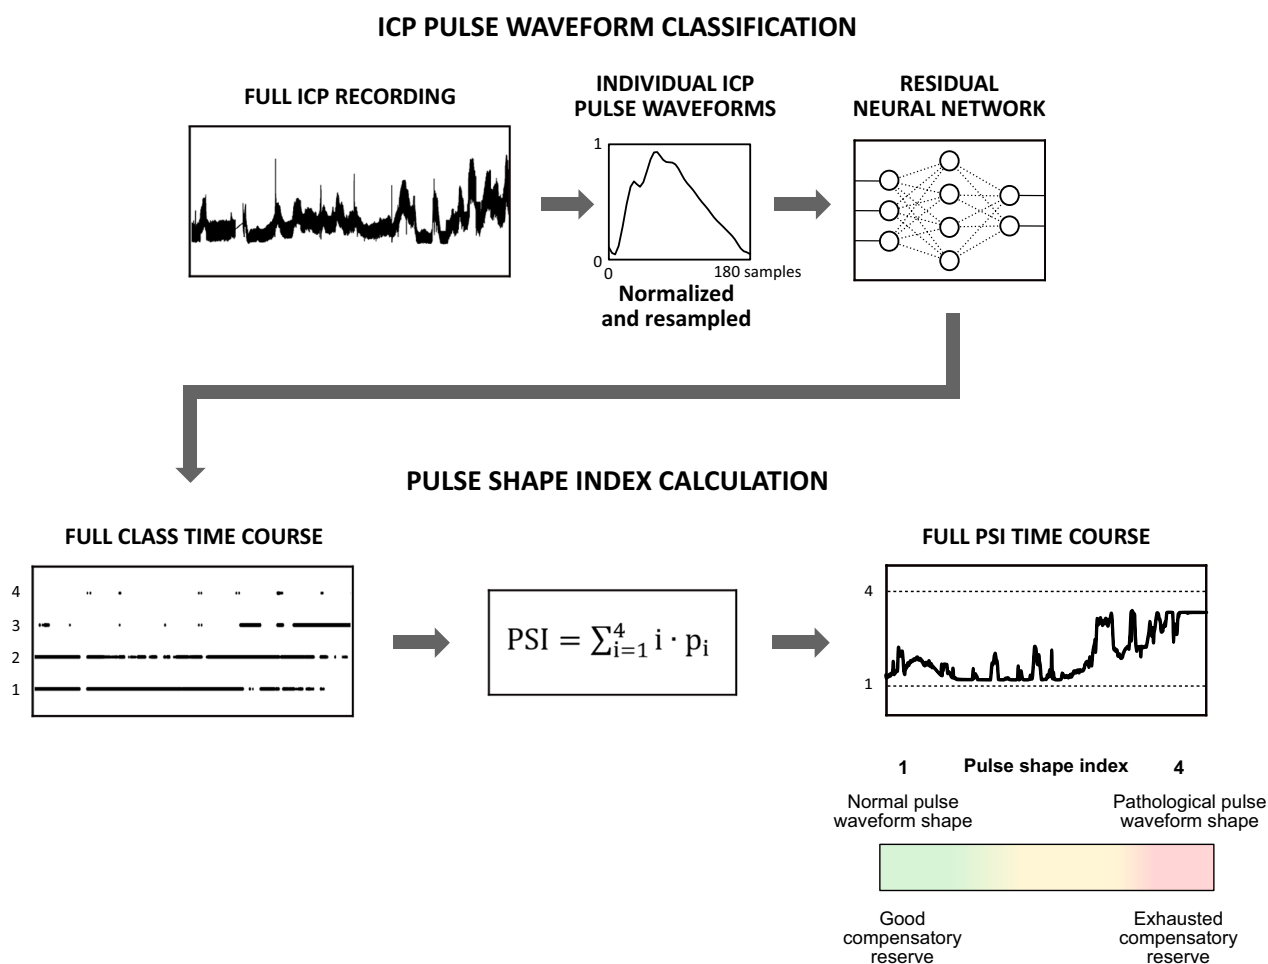 ICP PULSE WAVEFORM CLASSIFICATION
FULL ICP RECORDING
INDIVIDUAL ICP
PULSE WAVEFORMS
RESIDUAL
NEURAL NETWORK
1
0
0
180 samples
Normalized
and resampled
PULSE SHAPE INDEX CALCULATION
FULL CLASS TIME COURSE
4
3
2
1
PSI = ∑⁴ᵢ₌₁ i · pᵢ
FULL PSI TIME COURSE
4
1
1 Pulse shape index 4
Normal pulse
waveform shape
Pathological pulse
waveform shape
Good
compensatory
reserve
Exhausted
compensatory
reserve